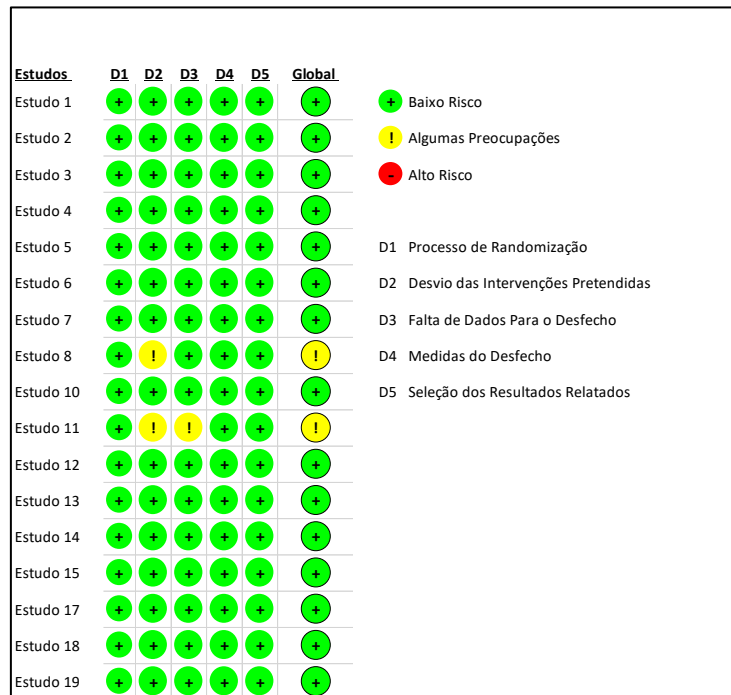 Estudos D1 D2 D3 D4 D5 Global
Estudo 1 + + + + + + + Baixo Risco
Estudo 2 + + + + + + ! Algumas Preocupações
Estudo 3 + + + + + + - Alto Risco
Estudo 4 + + + + + +
Estudo 5 + + + + + + D1 Processo de Randomização
Estudo 6 + + + + + + D2 Desvio das Intervenções Pretendidas
Estudo 7 + + + + + + D3 Falta de Dados Para o Desfecho
Estudo 8 + ! + + + ! D4 Medidas do Desfecho
Estudo 10 + + + + + + D5 Seleção dos Resultados Relatados
Estudo 11 + ! ! + + !
Estudo 12 + + + + + +
Estudo 13 + + + + + +
Estudo 14 + + + + + +
Estudo 15 + + + + + +
Estudo 17 + + + + + +
Estudo 18 + + + + + +
Estudo 19 + + + + + +